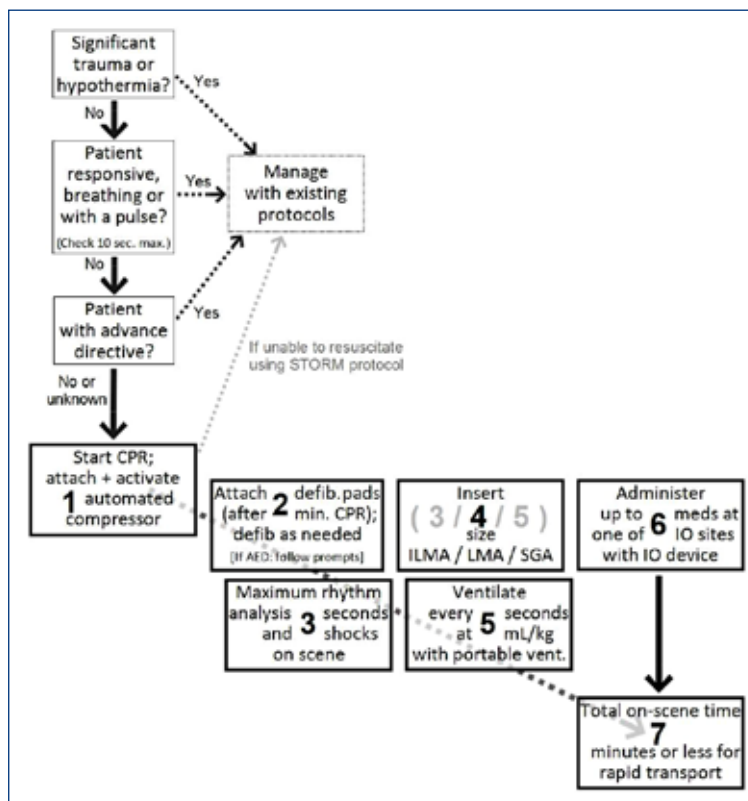 Significant
trauma or
hypothermia?
Yes
No
Patient
responsive,
breathing or
with a pulse?
(Check 10 sec. max.)
Yes
Manage
with existing
protocols
No
Patient
with advance
directive?
Yes
If unable to resuscitate
using STORM protocol
No or
unknown
Start CPR;
attach + activate
1 automated
compressor
Attach 2 defib. pads
(after min. CPR);
defib as needed
[If AED: follow prompts]
Insert
( 3 / 4 / 5 )
size
ILMA / LMA / SGA
Administer
up to 6 meds at
one of IO sites
with IO device
Maximum rhythm
analysis 3 seconds
and shocks
on scene
Ventilate
every 5 seconds
at mL/kg
with portable vent.
Total on-scene time
7
minutes or less for
rapid transport